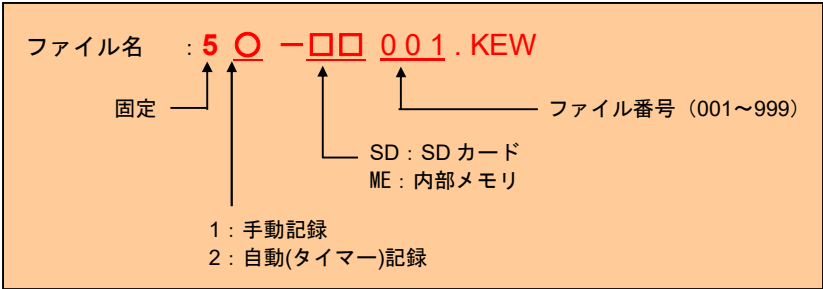 ファイル名 :5〇 －□□ 001.KEW
固定
ファイル番号（001～999）
SD：SD カード
ME：内部メモリ
1：手動記録
2：自動(タイマー)記録